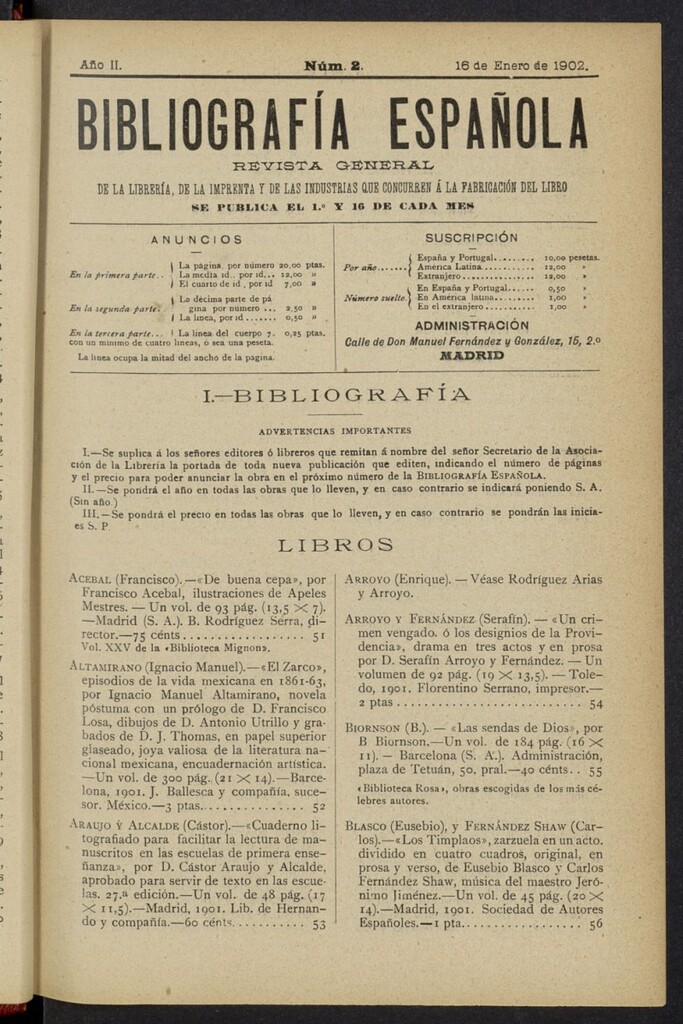 Año II.
Núm. 2.
16 de Enero de 1902.
BIBLIOGRAFÍA ESPAÑOLA
REVISTA GENERAL
DE LA LIBRERÍA, DE LA IMPRENTA Y DE LAS INDUSTRIAS QUE CONCURREN Á LA FABRICACIÓN DEL LIBRO
SE PUBLICA EL 1.º Y 16 DE CADA MES
ANUNCIOS
En la primera parte..
La página, por número 20,00 ptas.
La media id., por id... 12,00 »
El cuarto de id, por id 7,00 »
En la segunda parte.
La décima parte de pá
gina por número ... 2,50 »
La línea, por id....... 0,50 »
En la tercera parte... La línea del cuerpo 7. 0,25 ptas.
con un mínimo de cuatro líneas, ó sea una peseta.
La línea ocupa la mitad del ancho de la página.
SUSCRIPCIÓN
Por año.......
España y Portugal......... 10,00 pesetas.
América Latina............ 12,00 »
Extranjero................ 12,00 »
Número suelto.
En España y Portugal...... 0,50 »
En América latina......... 1,00 »
En el extranjero.......... 1,00 »
ADMINISTRACIÓN
Calle de Don Manuel Fernández y González, 15, 2.º
MADRID
I.—BIBLIOGRAFÍA
ADVERTENCIAS IMPORTANTES
I.—Se suplica á los señores editores ó libreros que remitan á nombre del señor Secretario de la Asocia-
ción de la Librería la portada de toda nueva publicación que editen, indicando el número de páginas
y el precio para poder anunciar la obra en el próximo número de la BIBLIOGRAFÍA ESPAÑOLA.
II.—Se pondrá el año en todas las obras que lo lleven, y en caso contrario se indicará poniendo S. A.
(Sin año.)
III.—Se pondrá el precio en todas las obras que lo lleven, y en caso contrario se pondrán las inicia-
es S. P.
LIBROS
ACEBAL (Francisco).—«De buena cepa», por
Francisco Acebal, ilustraciones de Apeles
Mestres. — Un vol. de 93 pág. (13,5 × 7).
—Madrid (S. A.). B. Rodríguez Serra, di-
rector.—75 cénts................ 51
Vol. XXV de la «Biblioteca Mignon».
ALTAMIRANO (Ignacio Manuel).—«El Zarco»,
episodios de la vida mexicana en 1861-63,
por Ignacio Manuel Altamirano, novela
póstuma con un prólogo de D. Francisco
Losa, dibujos de D. Antonio Utrillo y gra-
bados de D. J. Thomas, en papel superior
glaseado, joya valiosa de la literatura na-
cional mexicana, encuadernación artística.
—Un vol. de 300 pág. (21 × 14).—Barce-
lona, 1901. J. Ballesca y compañía, suce-
sor. México.—3 ptas............. 52
ARAUJO Y ALCALDE (Cástor).—«Cuaderno li-
tografiado para facilitar la lectura de ma-
nuscritos en las escuelas de primera ense-
ñanza», por D. Cástor Araujo y Alcalde,
aprobado para servir de texto en las escue-
las. 27.ª edición.—Un vol. de 48 pág. (17
× 11,5).—Madrid, 1901. Lib. de Hernan-
do y compañía.—60 cénts......... 53
ARROYO (Enrique). — Véase Rodríguez Arias
y Arroyo.
ARROYO Y FERNÁNDEZ (Serafín). — «Un cri-
men vengado, ó los designios de la Provi-
dencia», drama en tres actos y en prosa
por D. Serafín Arroyo y Fernández. — Un
volumen de 92 pág. (19 × 13,5). — Tole-
do, 1901. Florentino Serrano, impresor.—
2 ptas.......................... 54
BIORNSON (B.). — «Las sendas de Dios», por
B Biornson.—Un vol. de 184 pág. (16 ×
11). — Barcelona (S. A.). Administración,
plaza de Tetuán, 50, pral.—40 cénts.. 55
«Biblioteca Rosa», obras escogidas de los más cé-
lebres autores.
BLASCO (Eusebio), y FERNÁNDEZ SHAW (Car-
los).—«Los Timplaos», zarzuela en un acto.
dividido en cuatro cuadros, original, en
prosa y verso, de Eusebio Blasco y Carlos
Fernández Shaw, música del maestro Jeró-
nimo Jiménez.—Un vol. de 45 pág. (20 ×
14).—Madrid, 1901. Sociedad de Autores
Españoles.—1 pta................. 56